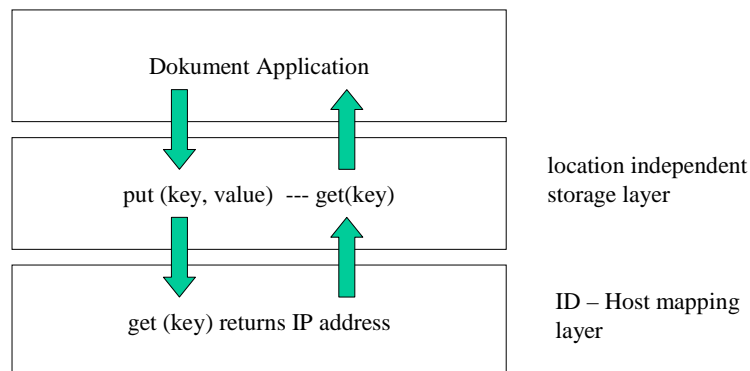 Dokument Application
put (key, value)  --- get(key)
location independent
storage layer
get (key) returns IP address
ID – Host mapping
layer